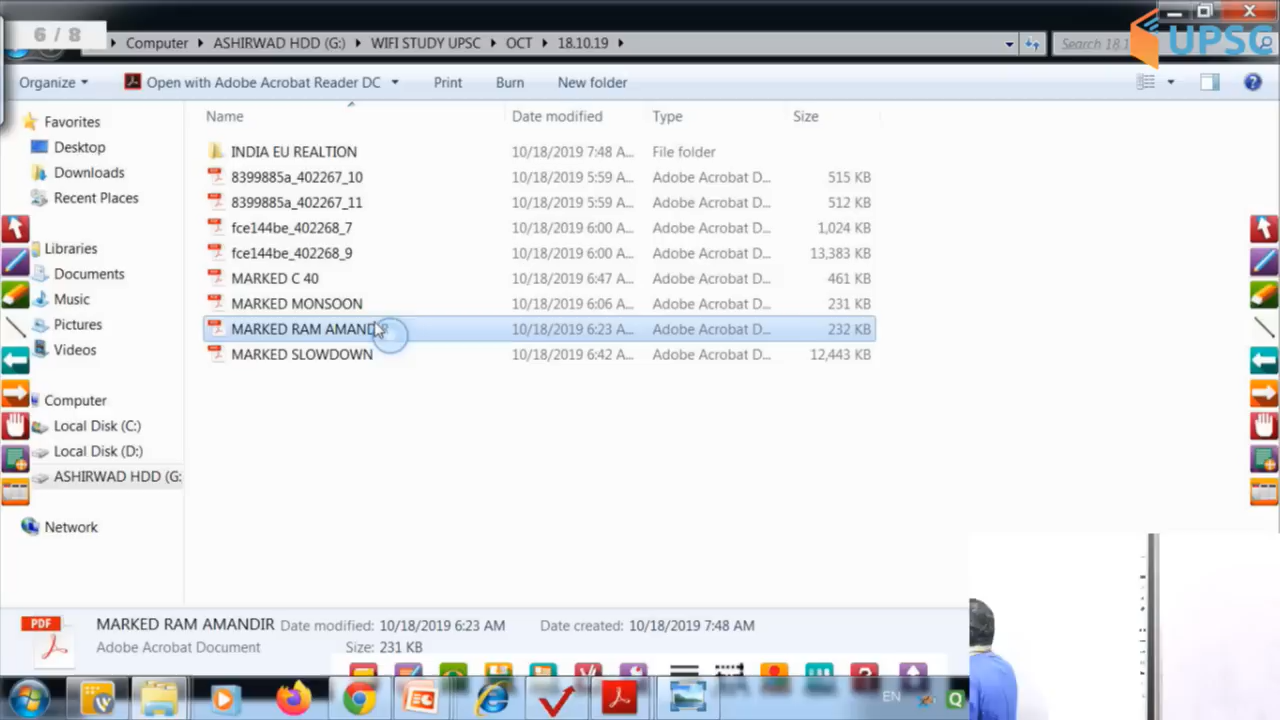 6 / 8
Computer ASHIRWAD HDD (G:) WIFI STUDY UPSC OCT 18.10.19
Search 18.1
UPSC
Organize Open with Adobe Acrobat Reader DC Print Burn New folder
Name Date modified Type Size
Favorites
Desktop
Downloads
Recent Places
Libraries
Documents
Music
Pictures
Videos
Computer
Local Disk (C:)
Local Disk (D:)
ASHIRWAD HDD (G:
Network
INDIA EU REALTION 10/18/2019 7:48 A... File folder
8399885a_402267_10 10/18/2019 5:59 A... Adobe Acrobat D... 515 KB
8399885a_402267_11 10/18/2019 5:59 A... Adobe Acrobat D... 512 KB
fce144be_402268_7 10/18/2019 6:00 A... Adobe Acrobat D... 1,024 KB
fce144be_402268_9 10/18/2019 6:00 A... Adobe Acrobat D... 13,383 KB
MARKED C 40 10/18/2019 6:47 A... Adobe Acrobat D... 461 KB
MARKED MONSOON 10/18/2019 6:06 A... Adobe Acrobat D... 231 KB
MARKED RAM AMANDIR 10/18/2019 6:23 A... Adobe Acrobat D... 232 KB
MARKED SLOWDOWN 10/18/2019 6:42 A... Adobe Acrobat D... 12,443 KB
PDF
MARKED RAM AMANDIR Date modified: 10/18/2019 6:23 AM Date created: 10/18/2019 7:48 AM
Adobe Acrobat Document Size: 231 KB
EN